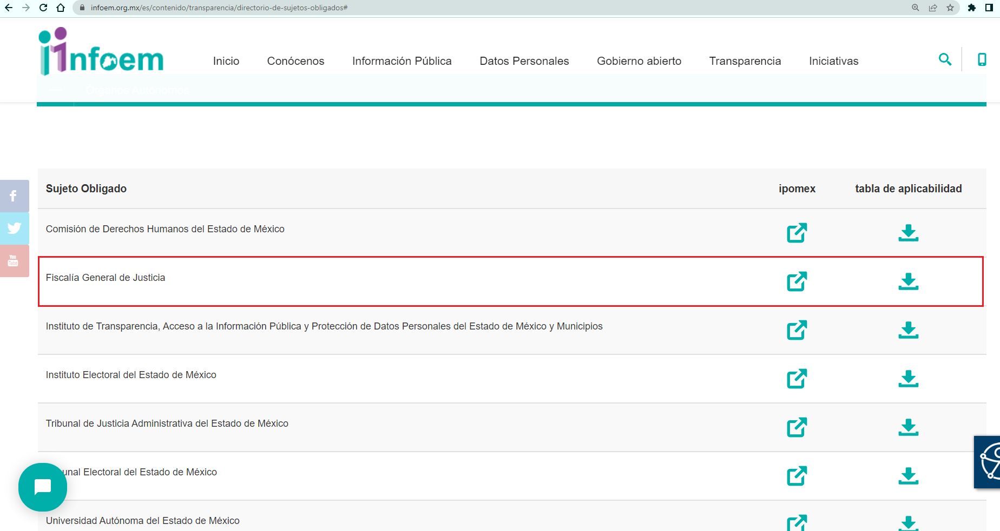 infoem.org.mx/es/contenido/transparencia/directorio-de-sujetos-obligados#
infoem
Inicio Conócenos Información Pública Datos Personales Gobierno abierto Transparencia Iniciativas
Órganos Autónomos
Sujeto Obligado ipomex tabla de aplicabilidad
Comisión de Derechos Humanos del Estado de México
Fiscalía General de Justicia
Instituto de Transparencia, Acceso a la Información Pública y Protección de Datos Personales del Estado de México y Municipios
Instituto Electoral del Estado de México
Tribunal de Justicia Administrativa del Estado de México
unal Electoral del Estado de México
Universidad Autónoma del Estado de México
You
Tube